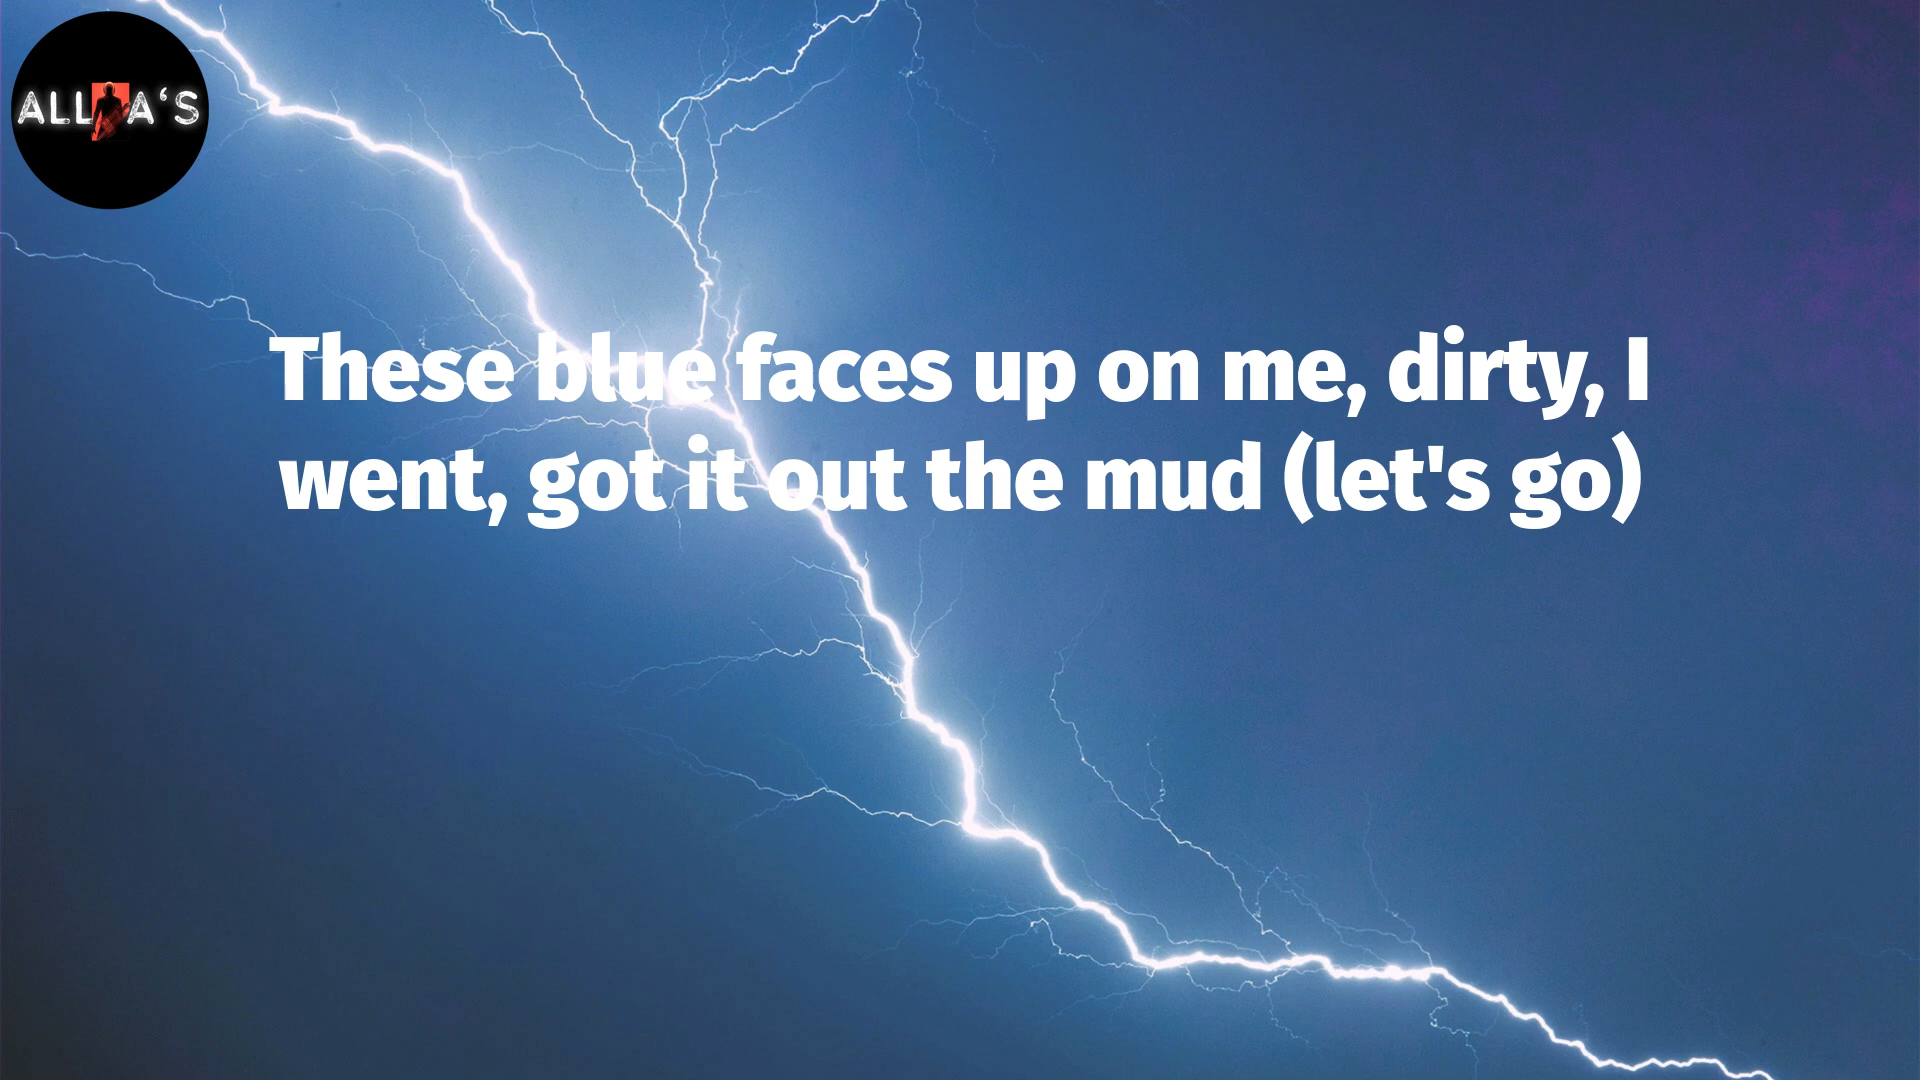 ALL A‘S
These blue faces up on me, dirty, I
went, got it out the mud (let's go)